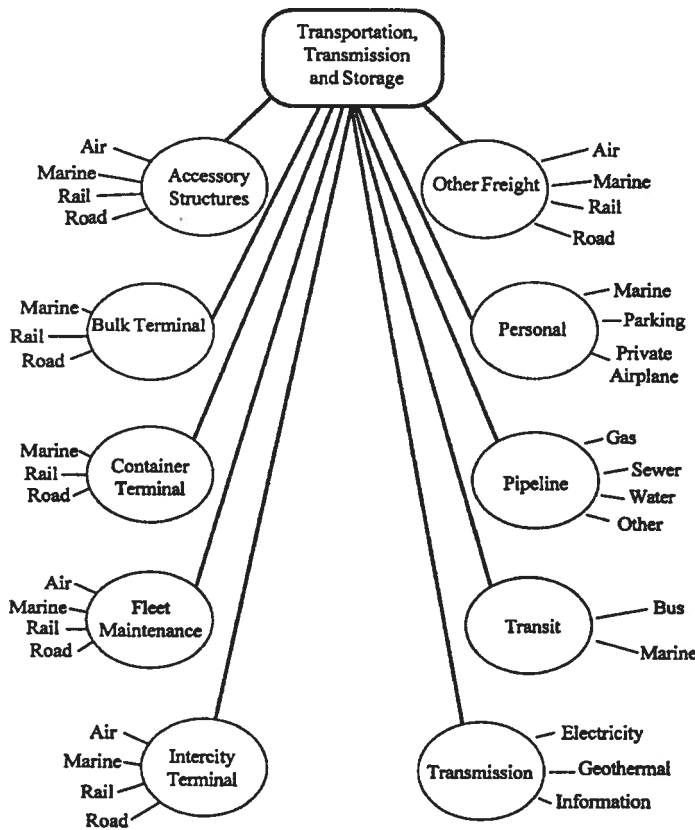 Transportation,
Transmission
and Storage
Air
Marine
Rail
Road
Accessory
Structures
Other Freight
Air
Marine
Rail
Road
Marine
Rail
Road
Bulk Terminal
Personal
Marine
Parking
Private
Airplane
Marine
Rail
Road
Container
Terminal
Pipeline
Gas
Sewer
Water
Other
Air
Marine
Rail
Road
Fleet
Maintenance
Transit
Bus
Marine
Air
Marine
Rail
Road
Intercity
Terminal
Transmission
Electricity
Geothermal
Information